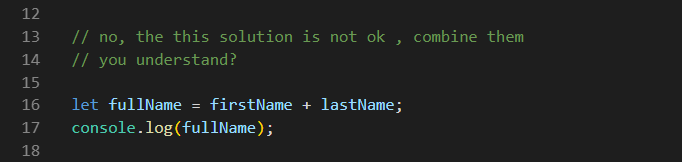 12
13 // no, the this solution is not ok , combine them
14 // you understand?
15
16 let fullName = firstName + lastName;
17 console.log(fullName);
18